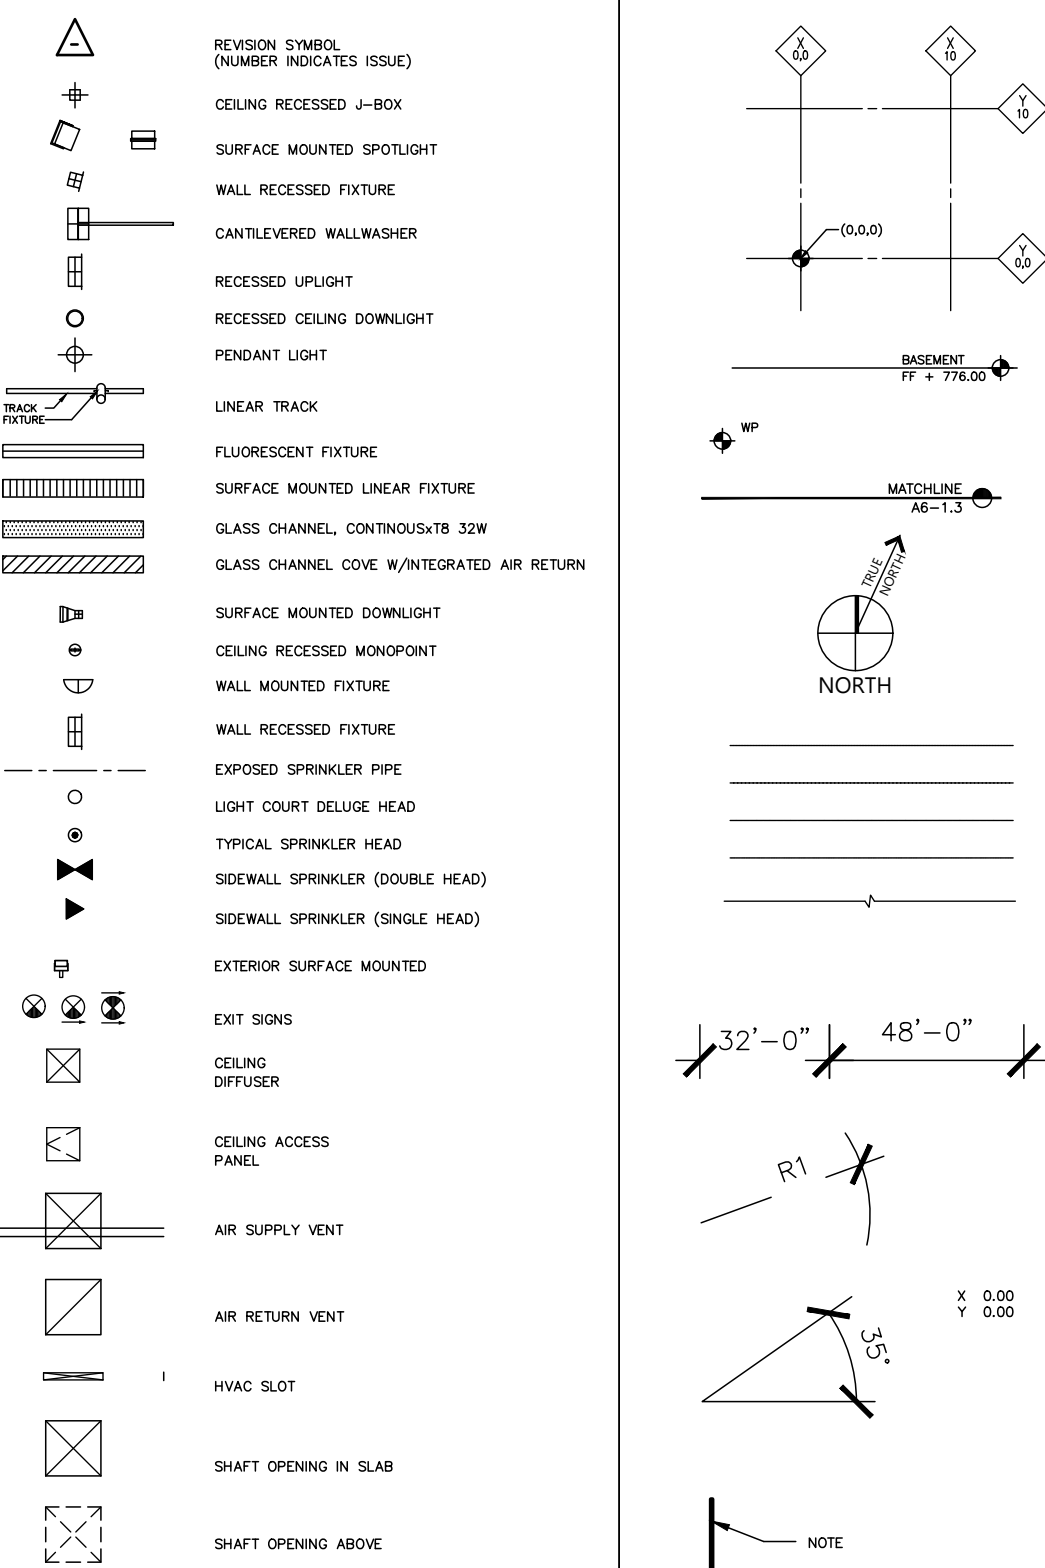 REVISION SYMBOL
(NUMBER INDICATES ISSUE)
CEILING RECESSED J-BOX
SURFACE MOUNTED SPOTLIGHT
WALL RECESSED FIXTURE
CANTILEVERED WALLWASHER
RECESSED UPLIGHT
RECESSED CEILING DOWNLIGHT
PENDANT LIGHT
TRACK
FIXTURE
LINEAR TRACK
FLUORESCENT FIXTURE
SURFACE MOUNTED LINEAR FIXTURE
GLASS CHANNEL, CONTINOUSxT8 32W
GLASS CHANNEL COVE W/INTEGRATED AIR RETURN
SURFACE MOUNTED DOWNLIGHT
CEILING RECESSED MONOPOINT
WALL MOUNTED FIXTURE
WALL RECESSED FIXTURE
EXPOSED SPRINKLER PIPE
LIGHT COURT DELUGE HEAD
TYPICAL SPRINKLER HEAD
SIDEWALL SPRINKLER (DOUBLE HEAD)
SIDEWALL SPRINKLER (SINGLE HEAD)
EXTERIOR SURFACE MOUNTED
EXIT SIGNS
CEILING
DIFFUSER
CEILING ACCESS
PANEL
AIR SUPPLY VENT
AIR RETURN VENT
HVAC SLOT
SHAFT OPENING IN SLAB
SHAFT OPENING ABOVE
X
0,0
X
10
Y
10
(0,0,0)
Y
0,0
BASEMENT
FF + 776.00
WP
MATCHLINE
A6-1.3
TRUE
NORTH
NORTH
32'-0"
48'-0"
R1
X 0.00
Y 0.00
35°
NOTE